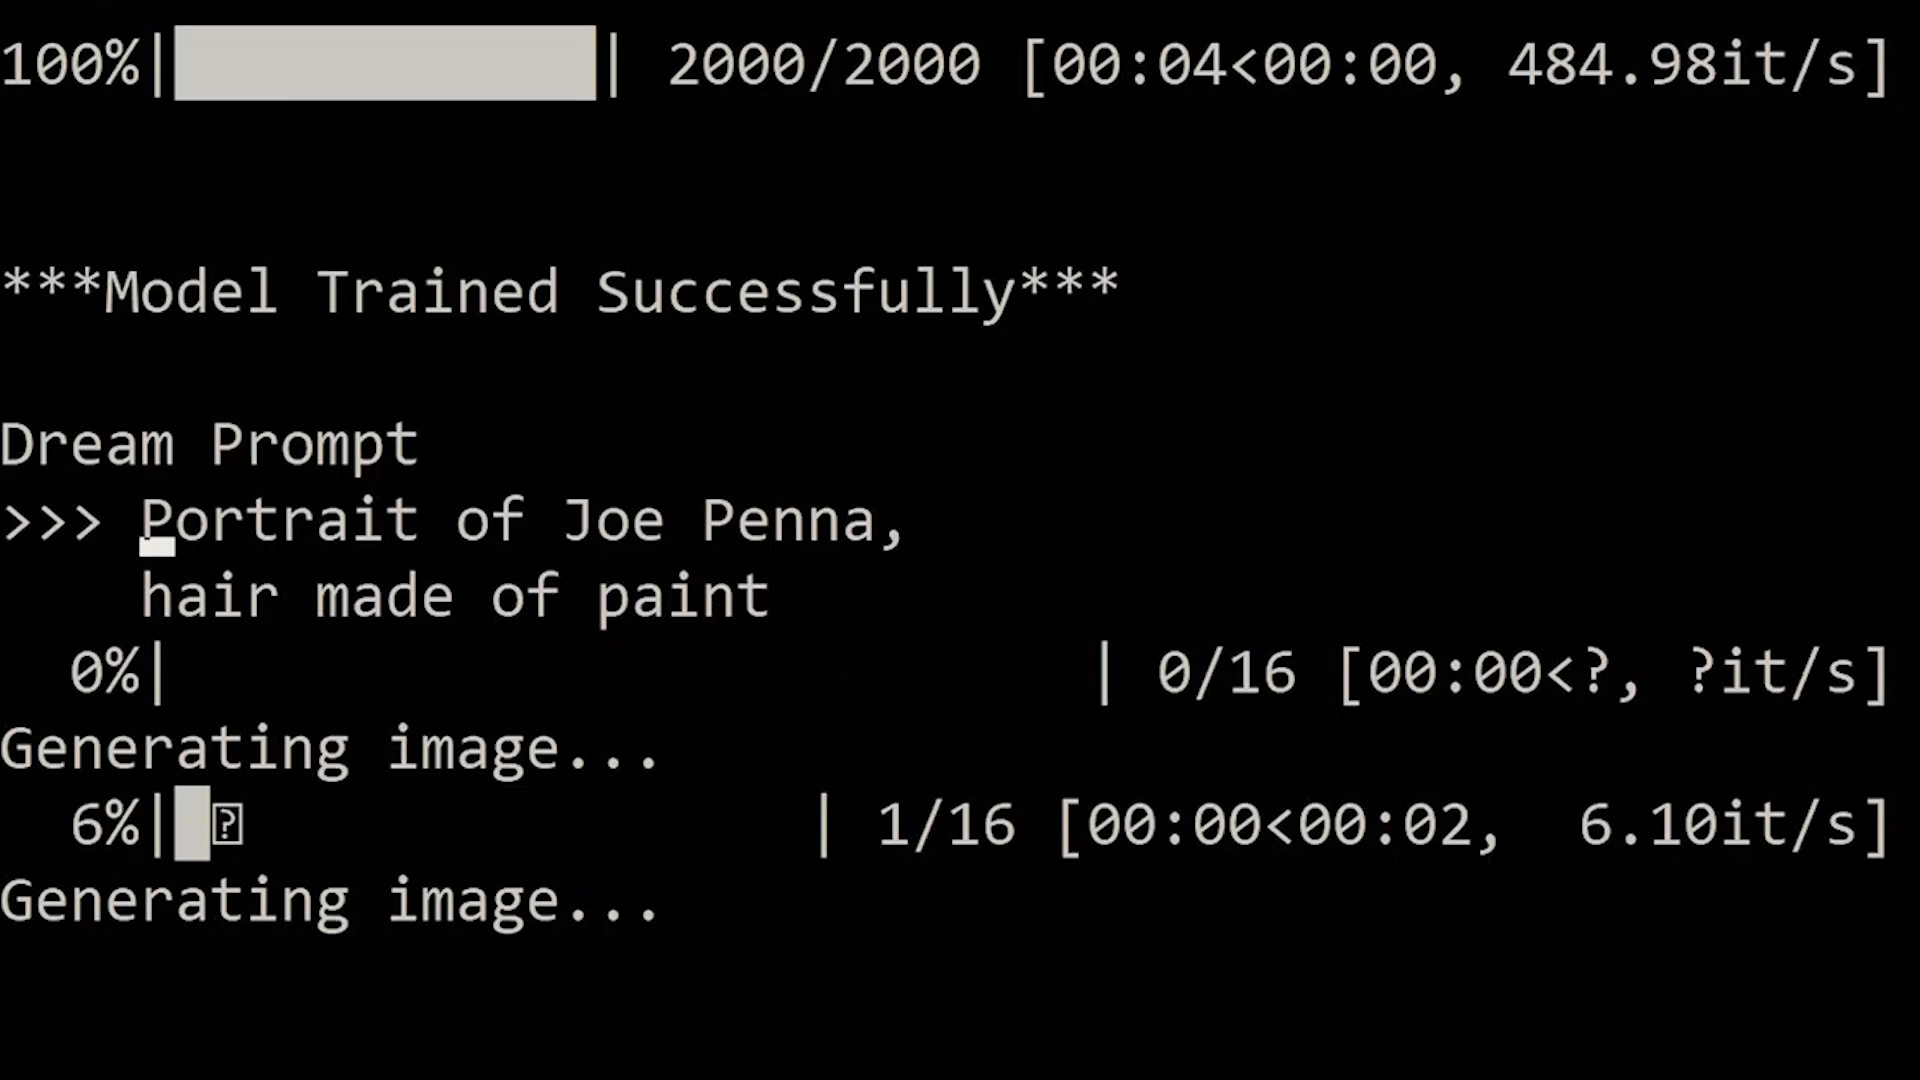 100%| | 2000/2000 [00:04<00:00, 484.98it/s]
***Model Trained Successfully***
Dream Prompt
>>> Portrait of Joe Penna,
hair made of paint
0%| | 0/16 [00:00<?, ?it/s]
Generating image...
6%|█⍰ | 1/16 [00:00<00:02, 6.10it/s]
Generating image...